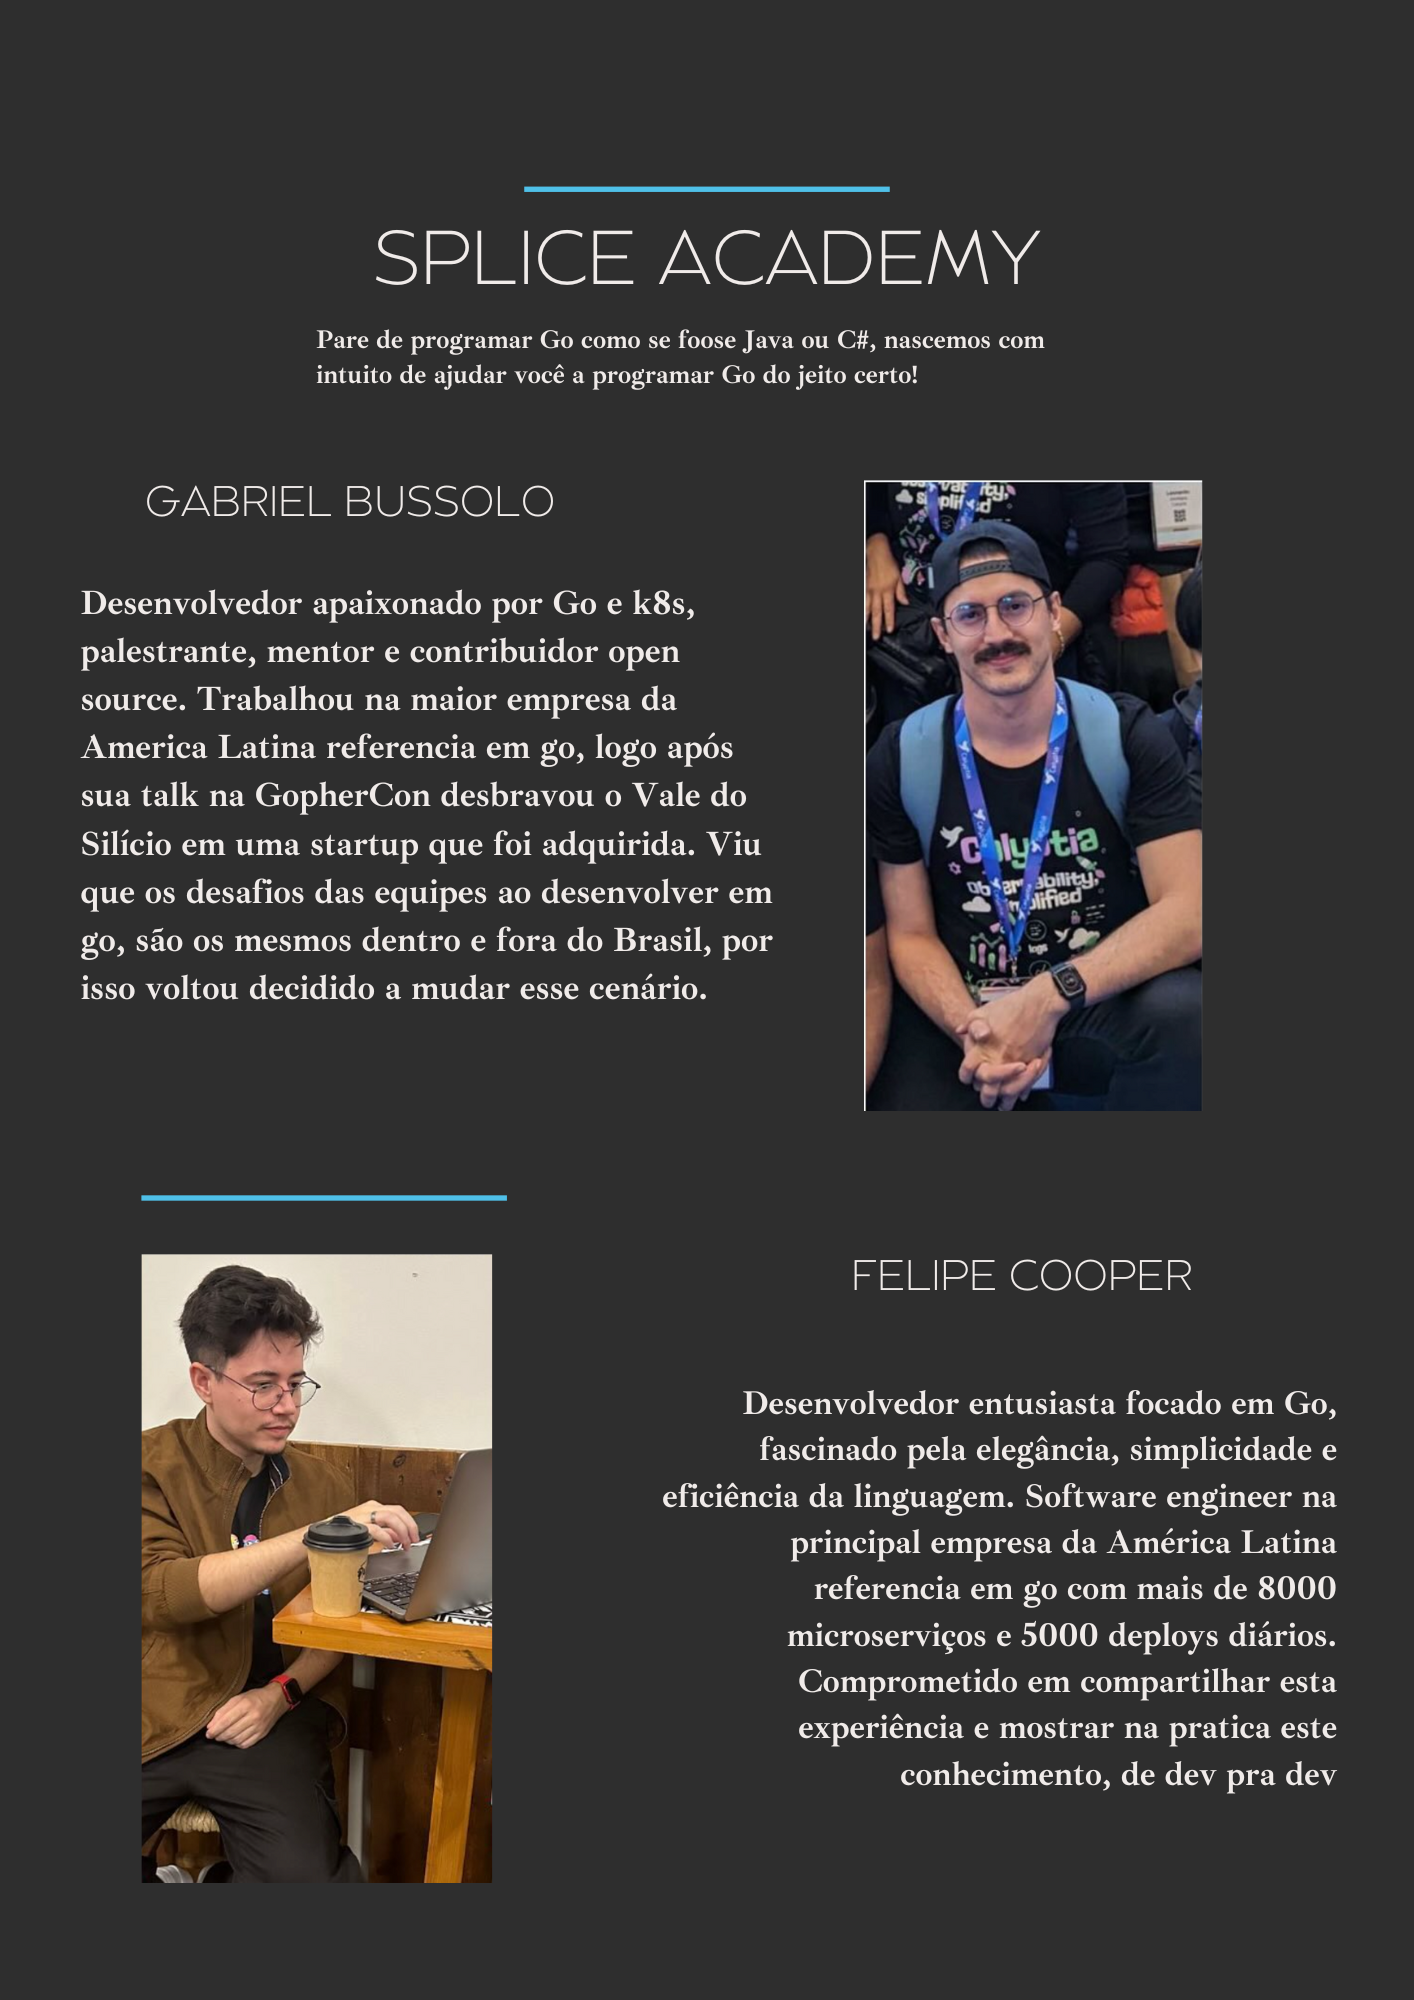 SPLICE ACADEMY
Pare de programar Go como se foose Java ou C#, nascemos com
intuito de ajudar você a programar Go do jeito certo!
GABRIEL BUSSOLO
Desenvolvedor apaixonado por Go e k8s,
palestrante, mentor e contribuidor open
source. Trabalhou na maior empresa da
America Latina referencia em go, logo após
sua talk na GopherCon desbravou o Vale do
Silício em uma startup que foi adquirida. Viu
que os desafios das equipes ao desenvolver em
go, são os mesmos dentro e fora do Brasil, por
isso voltou decidido a mudar esse cenário.
logs
FELIPE COOPER
Desenvolvedor entusiasta focado em Go,
fascinado pela elegância, simplicidade e
eficiência da linguagem. Software engineer na
principal empresa da América Latina
referencia em go com mais de 8000
microserviços e 5000 deploys diários.
Comprometido em compartilhar esta
experiência e mostrar na pratica este
conhecimento, de dev pra dev